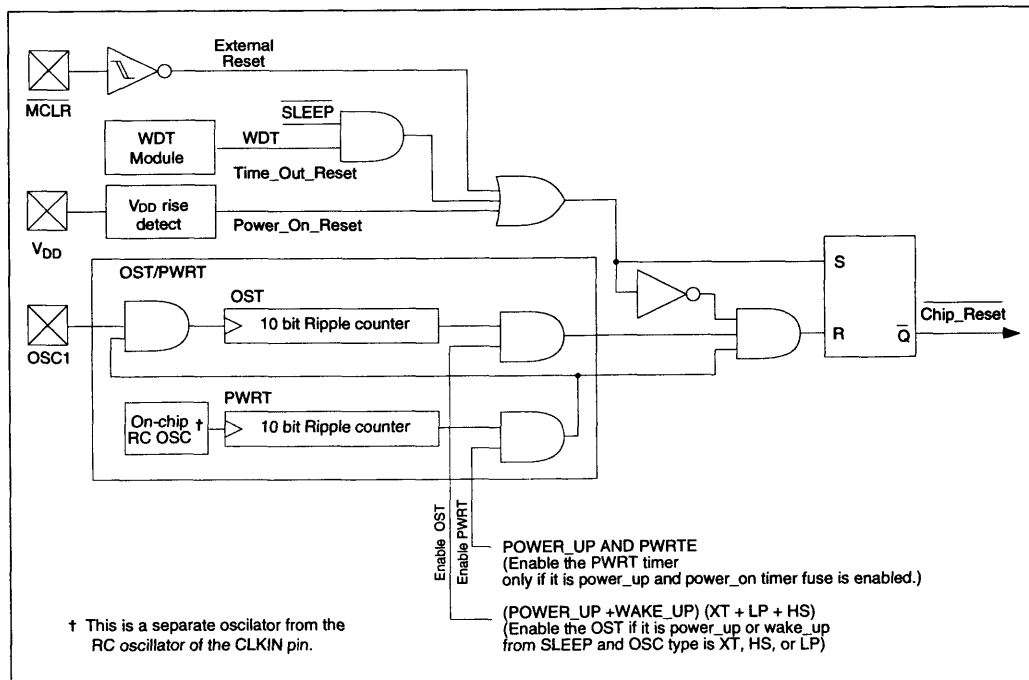 External
Reset
MCLR
SLEEP
WDT
Module
WDT
Time_Out_Reset
VDD rise
detect
Power_On_Reset
VDD
OST/PWRT
S
OST
10 bit Ripple counter
Chip_Reset
OSC1
R
Q
PWRT
On-chip †
RC OSC
10 bit Ripple counter
Enable OST
Enable PWRT
POWER_UP AND PWRTE
(Enable the PWRT timer
only if it is power_up and power_on timer fuse is enabled.)
(POWER_UP +WAKE_UP) (XT + LP + HS)
(Enable the OST if it is power_up or wake_up
from SLEEP and OSC type is XT, HS, or LP)
† This is a separate oscilator from the
RC oscillator of the CLKIN pin.